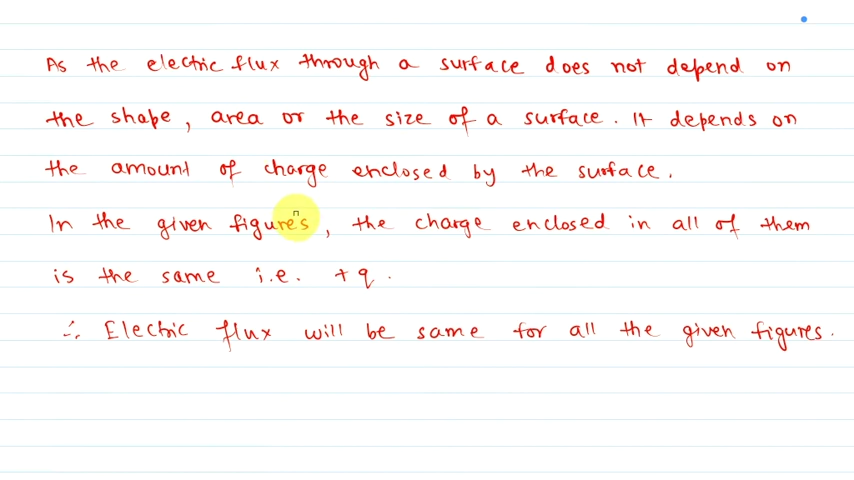 As the electric flux through a surface does not depend on
the shape, area or the size of a surface. It depends on
the amount of charge enclosed by the surface.
In the given figures, the charge enclosed in all of them
is the same i.e. +q.
∴ Electric flux will be same for all the given figures.